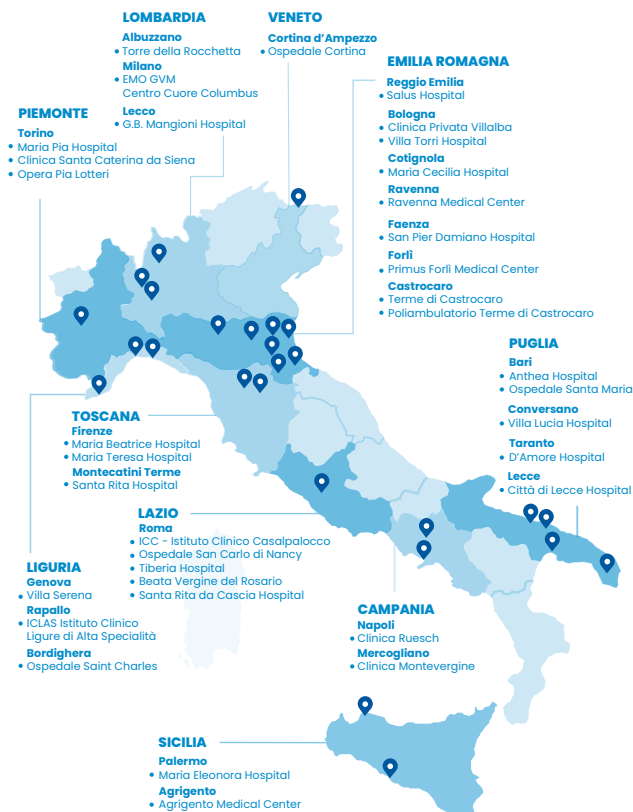 LOMBARDIA
Albuzzano
• Torre della Rocchetta
Milano
• EMO GVM
Centro Cuore Columbus
Lecco
• G.B. Mangioni Hospital
VENETO
Cortina d’Ampezzo
• Ospedale Cortina
EMILIA ROMAGNA
Reggio Emilia
• Salus Hospital
Bologna
• Clinica Privata Villalba
• Villa Torri Hospital
Cotignola
• Maria Cecilia Hospital
Ravenna
• Ravenna Medical Center
Faenza
• San Pier Damiano Hospital
Forlì
• Primus Forlì Medical Center
Castrocaro
• Terme di Castrocaro
• Poliambulatorio Terme di Castrocaro
PIEMONTE
Torino
• Maria Pia Hospital
• Clinica Santa Caterina da Siena
• Opera Pia Lotteri
PUGLIA
Bari
• Anthea Hospital
• Ospedale Santa Maria
Conversano
• Villa Lucia Hospital
Taranto
• D’Amore Hospital
Lecce
• Città di Lecce Hospital
TOSCANA
Firenze
• Maria Beatrice Hospital
• Maria Teresa Hospital
Montecatini Terme
• Santa Rita Hospital
LAZIO
Roma
• ICC - Istituto Clinico Casalpalocco
• Ospedale San Carlo di Nancy
• Tiberia Hospital
• Beata Vergine del Rosario
• Santa Rita da Cascia Hospital
LIGURIA
Genova
• Villa Serena
Rapallo
• ICLAS Istituto Clinico
Ligure di Alta Specialità
Bordighera
• Ospedale Saint Charles
CAMPANIA
Napoli
• Clinica Ruesch
Mercogliano
• Clinica Montevergine
SICILIA
Palermo
• Maria Eleonora Hospital
Agrigento
• Agrigento Medical Center